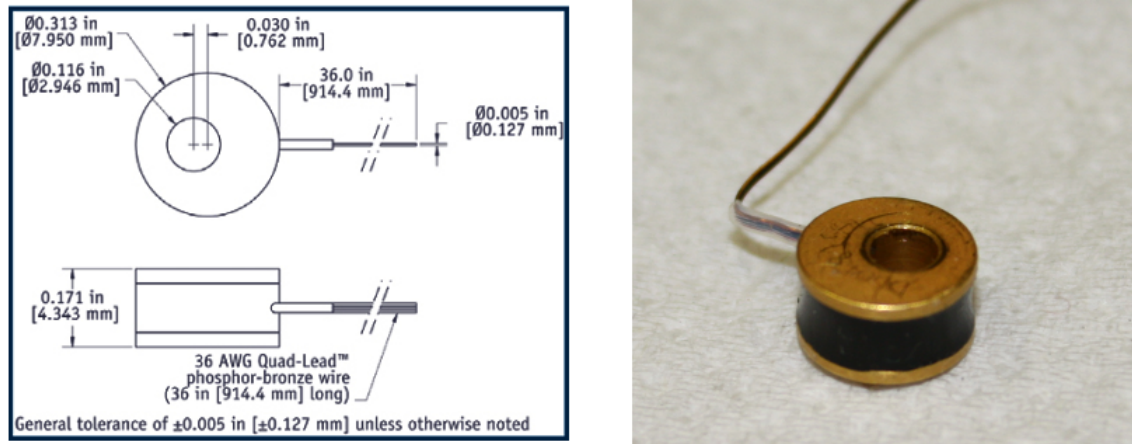 Ø0.313 in
[Ø7.950 mm]
0.030 in
[0.762 mm]
Ø0.116 in
[Ø2.946 mm]
36.0 in
[914.4 mm]
Ø0.005 in
[Ø0.127 mm]
0.171 in
[4.343 mm]
36 AWG Quad-Lead™
phosphor-bronze wire
(36 in [914.4 mm] long)
General tolerance of ±0.005 in [±0.127 mm] unless otherwise noted